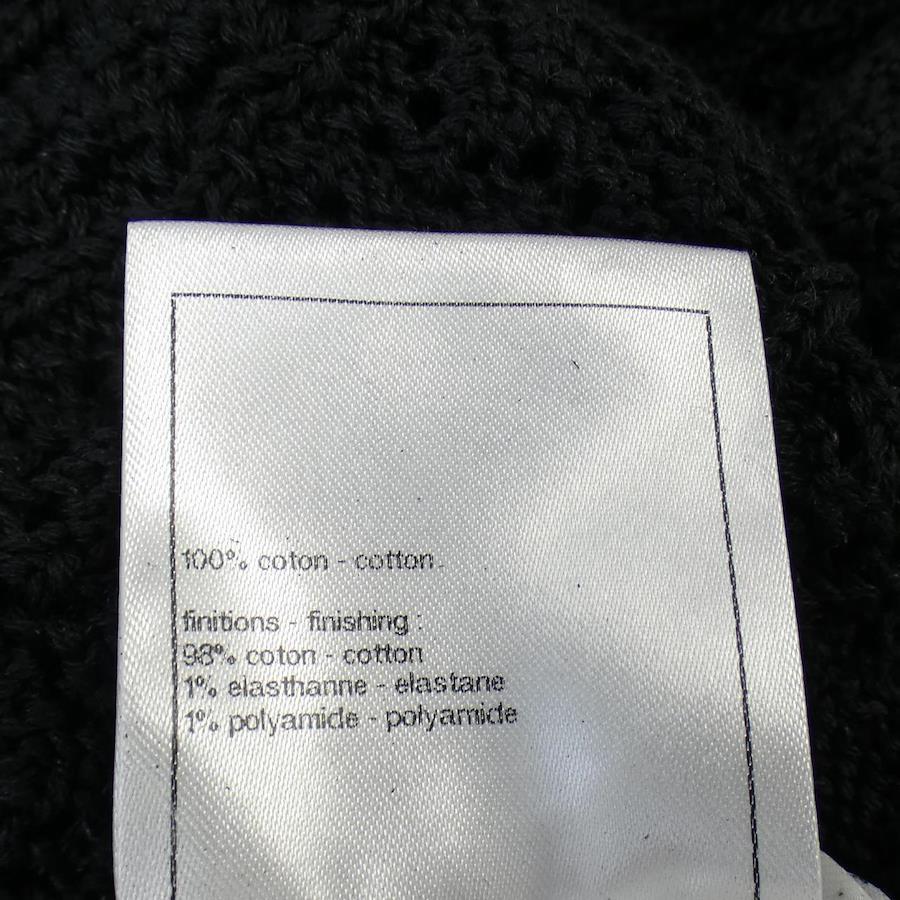 100% coton - cotton
finitions - finishing :
98% coton - cotton
1% elasthanne - elastane
1% polyamide - polyamide